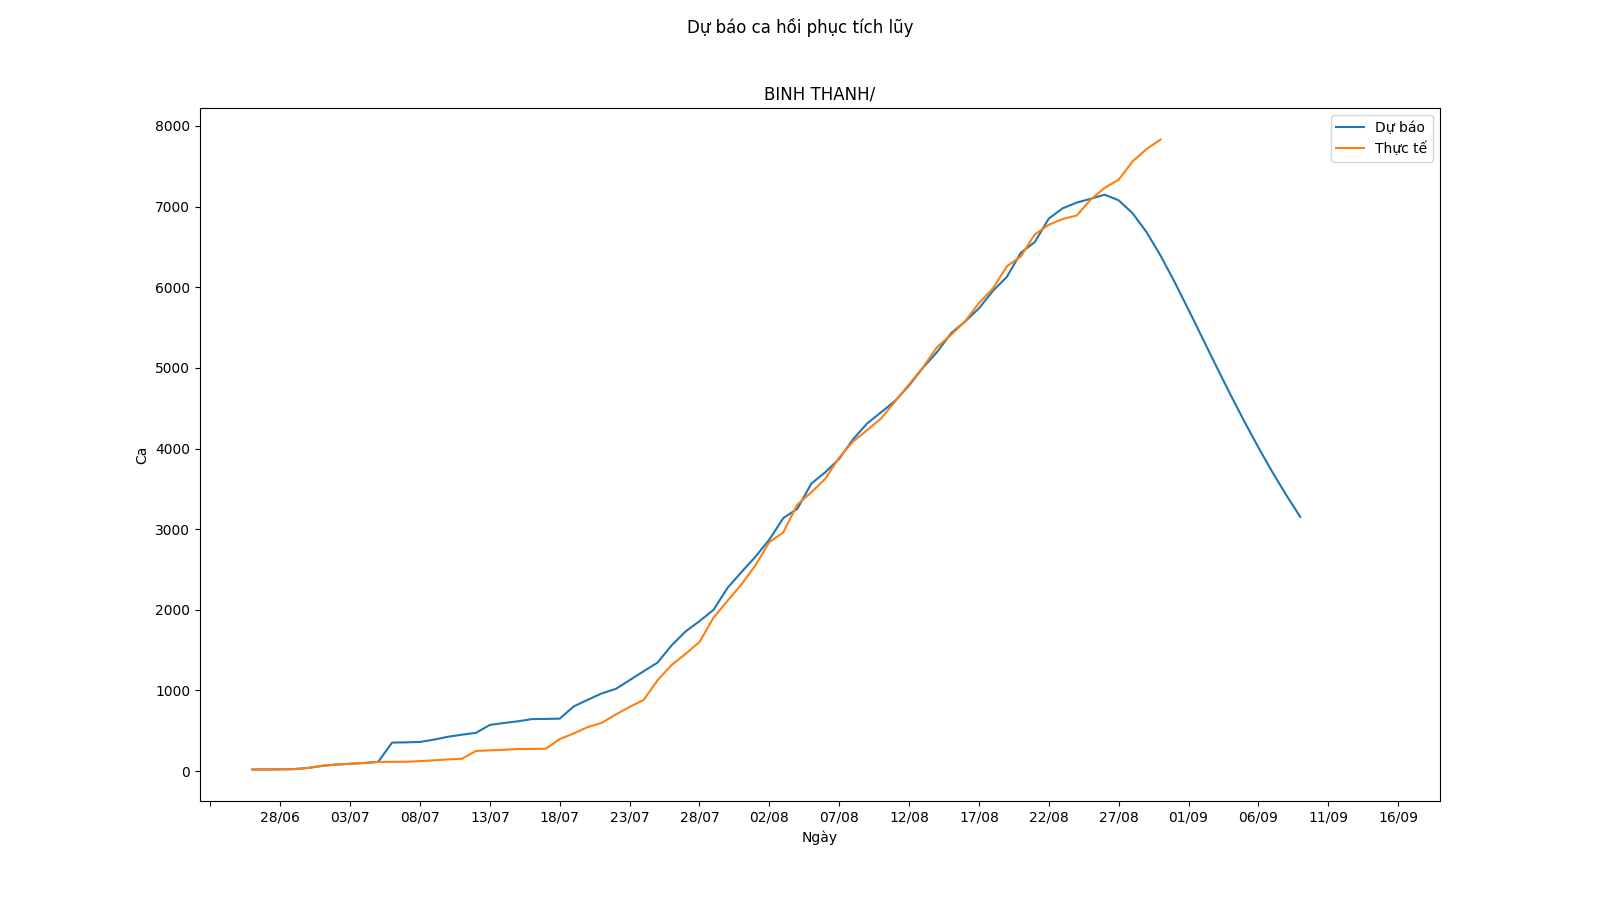 Dự báo ca hồi phục tích lũy
BINH THANH/
Dự báo
Thực tế
8000
7000
6000
5000
4000
3000
2000
1000
0
Ca
28/06 03/07 08/07 13/07 18/07 23/07 28/07 02/08 07/08 12/08 17/08 22/08 27/08 01/09 06/09 11/09 16/09
Ngày